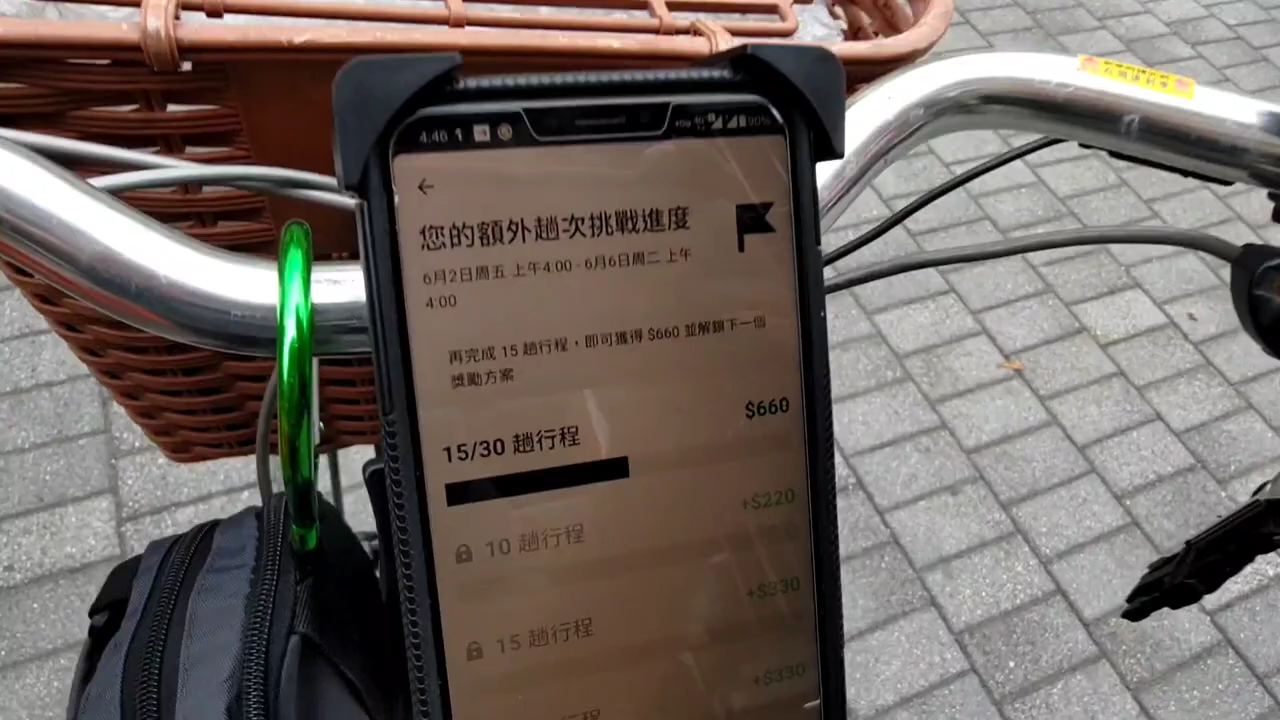 4:46
90%
您的額外趟次挑戰進度
6月2日周五 上午4:00 - 6月6日周二 上午
4:00
再完成 15 趟行程，即可獲得 $660 並解鎖下一個
獎勵方案
$660
15/30 趟行程
+$220
10 趟行程
+$330
15 趟行程
+$330
趟行程